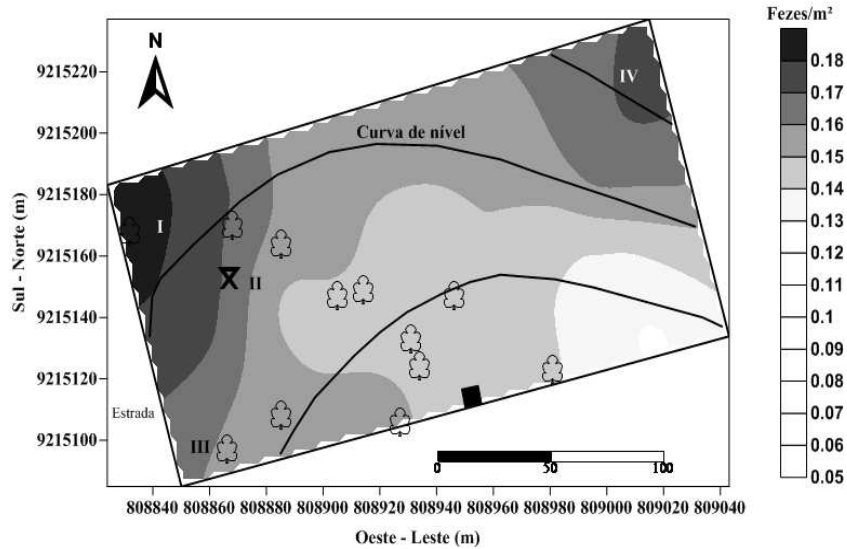 Fezes/m²
N
9215220
9215200
9215180
9215160
9215140
9215120
9215100
Sul - Norte (m)
IV
Curva de nível
I
II
III
Estrada
0 50 100
808840 808860 808880 808900 808920 808940 808960 808980 809000 809020 809040
Oeste - Leste (m)
0.18
0.17
0.16
0.15
0.14
0.13
0.12
0.11
0.1
0.09
0.08
0.07
0.06
0.05